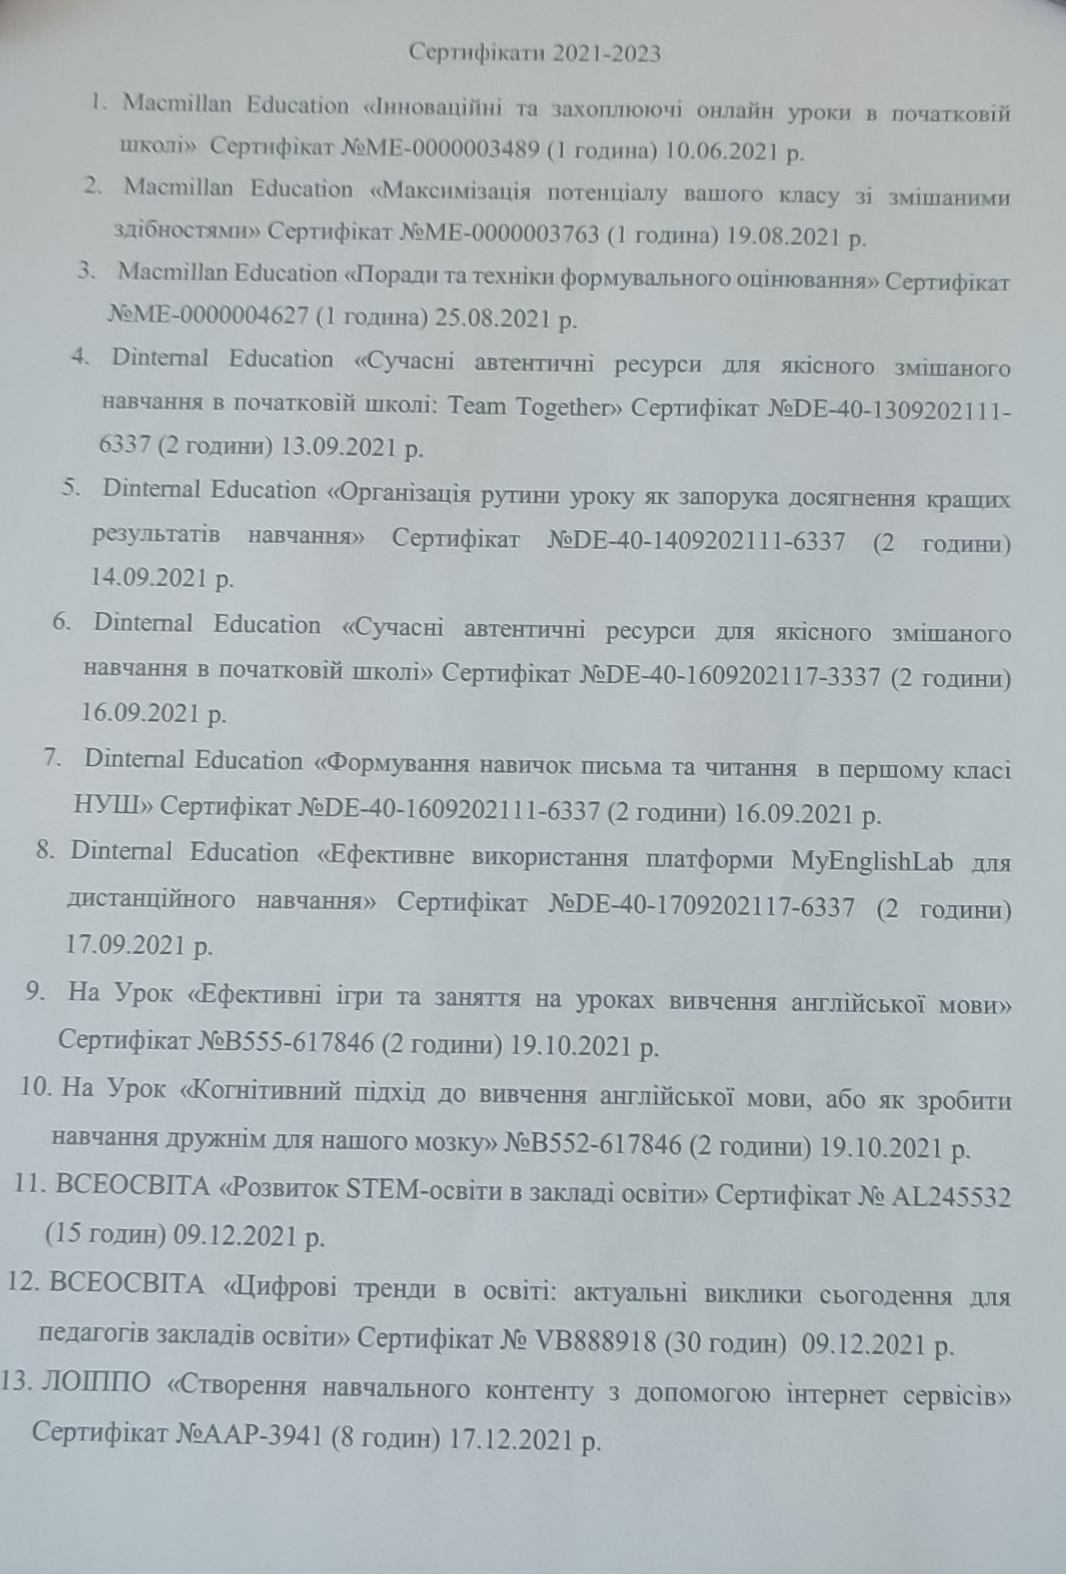 Сертифікати 2021-2023
1. Macmillan Education «Інноваційні та захоплюючі онлайн уроки в початковій
школі» Сертифікат №ME-0000003489 (1 година) 10.06.2021 р.
2. Macmillan Education «Максимізація потенціалу вашого класу зі змішаними
здібностями» Сертифікат №ME-0000003763 (1 година) 19.08.2021 р.
3. Macmillan Education «Поради та техніки формувального оцінювання» Сертифікат
№ME-0000004627 (1 година) 25.08.2021 р.
4. Dinternal Education «Сучасні автентичні ресурси для якісного змішаного
навчання в початковій школі: Team Together» Сертифікат №DE-40-1309202111-
6337 (2 години) 13.09.2021 р.
5. Dinternal Education «Організація рутини уроку як запорука досягнення кращих
результатів навчання» Сертифікат №DE-40-1409202111-6337 (2 години)
14.09.2021 р.
6. Dinternal Education «Сучасні автентичні ресурси для якісного змішаного
навчання в початковій школі» Сертифікат №DE-40-1609202117-3337 (2 години)
16.09.2021 р.
7. Dinternal Education «Формування навичок письма та читання в першому класі
НУШ» Сертифікат №DE-40-1609202111-6337 (2 години) 16.09.2021 р.
8. Dinternal Education «Ефективне використання платформи MyEnglishLab для
дистанційного навчання» Сертифікат №DE-40-1709202117-6337 (2 години)
17.09.2021 р.
9. На Урок «Ефективні ігри та заняття на уроках вивчення англійської мови»
Сертифікат №В555-617846 (2 години) 19.10.2021 р.
10. На Урок «Когнітивний підхід до вивчення англійської мови, або як зробити
навчання дружнім для нашого мозку» №В552-617846 (2 години) 19.10.2021 р.
11. ВСЕОСВІТА «Розвиток STEM-освіти в закладі освіти» Сертифікат № AL245532
(15 годин) 09.12.2021 р.
12. ВСЕОСВІТА «Цифрові тренди в освіті: актуальні виклики сьогодення для
педагогів закладів освіти» Сертифікат № VB888918 (30 годин) 09.12.2021 р.
13. ЛОІППО «Створення навчального контенту з допомогою інтернет сервісів»
Сертифікат №ААР-3941 (8 годин) 17.12.2021 р.